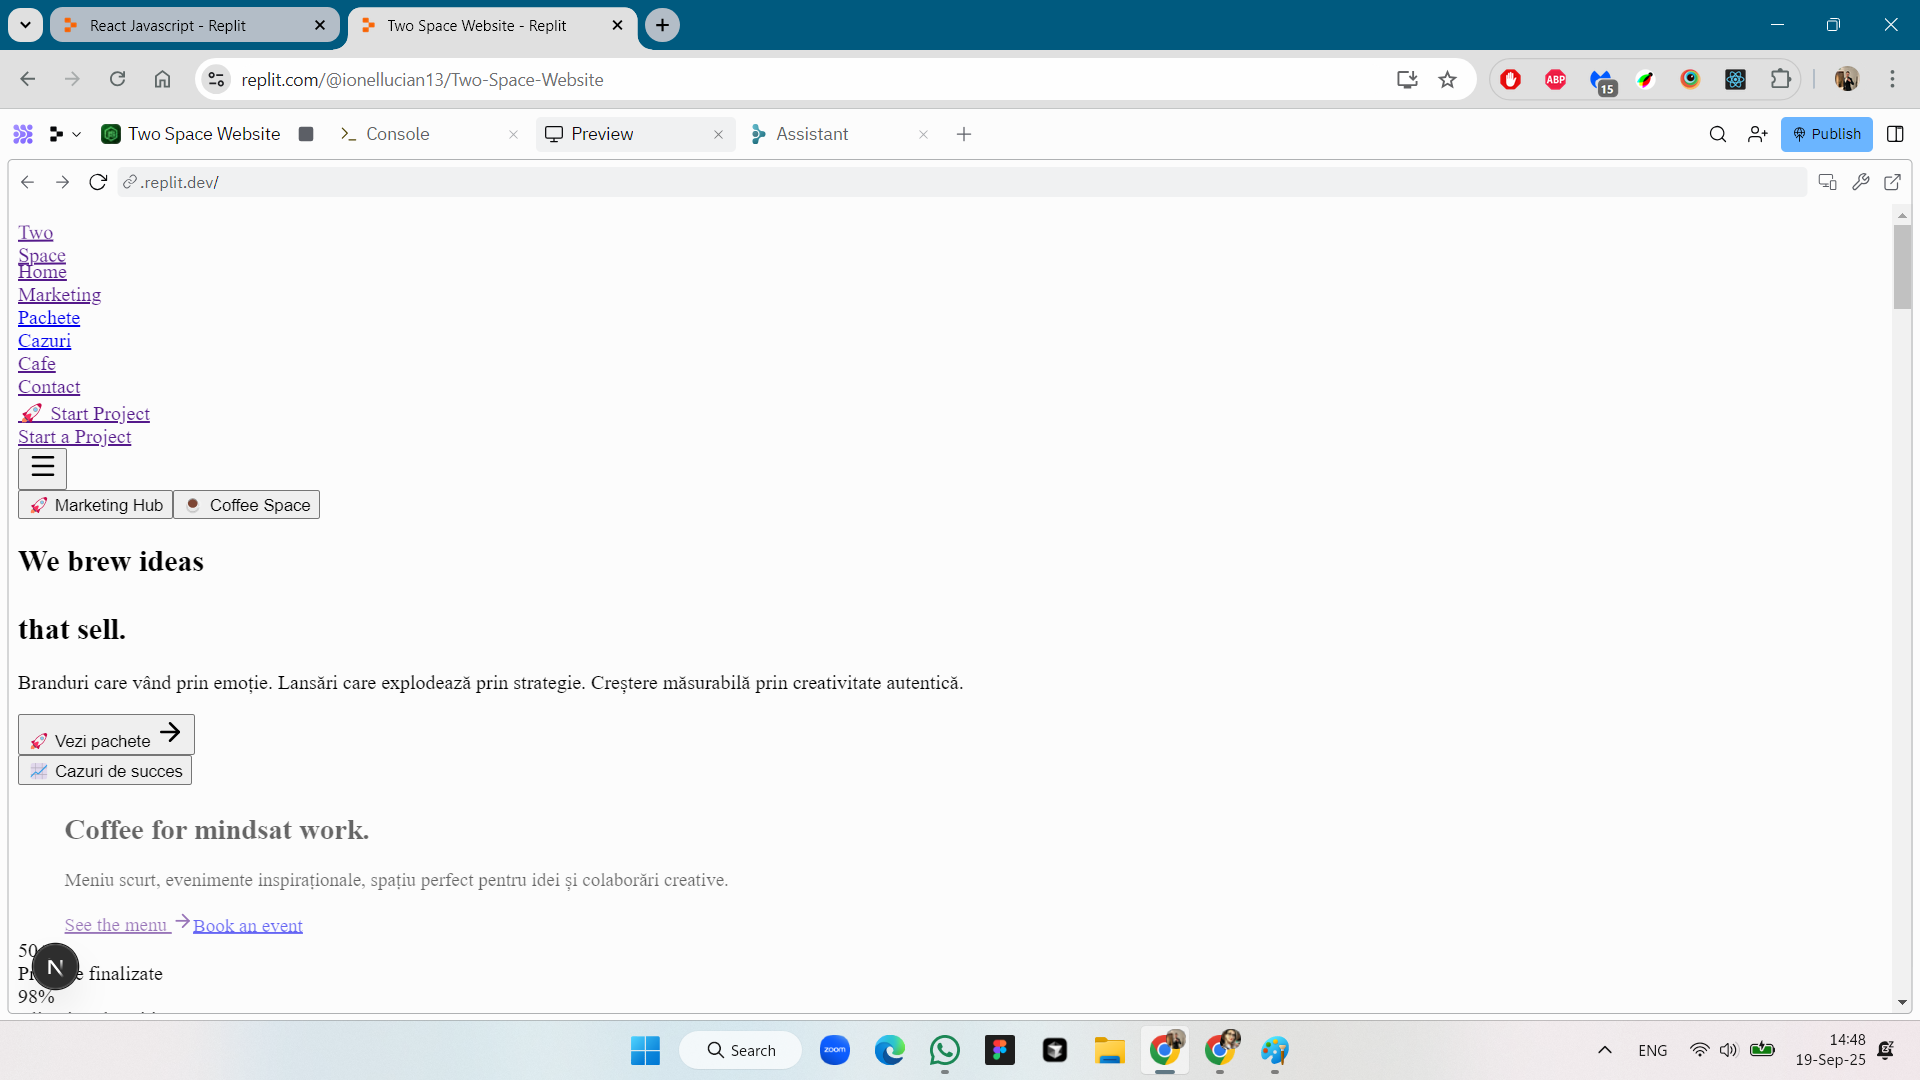 React Javascript - Replit
Two Space Website - Replit
replit.com/@ionellucian13/Two-Space-Website
ABP
15
Two Space Website
Console
Preview
Assistant
Publish
.replit.dev/
Two
Space
Home
Marketing
Pachete
Cazuri
Cafe
Contact
🚀 Start Project
Start a Project
🚀 Marketing Hub
☕ Coffee Space
We brew ideas
that sell.
Branduri care vând prin emoție. Lansări care explodează prin strategie. Creștere măsurabilă prin creativitate autentică.
🚀 Vezi pachete
📈 Cazuri de succes
Coffee for mindsat work.
Meniu scurt, evenimente inspiraționale, spațiu perfect pentru idei și colaborări creative.
See the menu
Book an event
50
N
finalizate
98%
Search
zoom
ENG
14:48
19-Sep-25